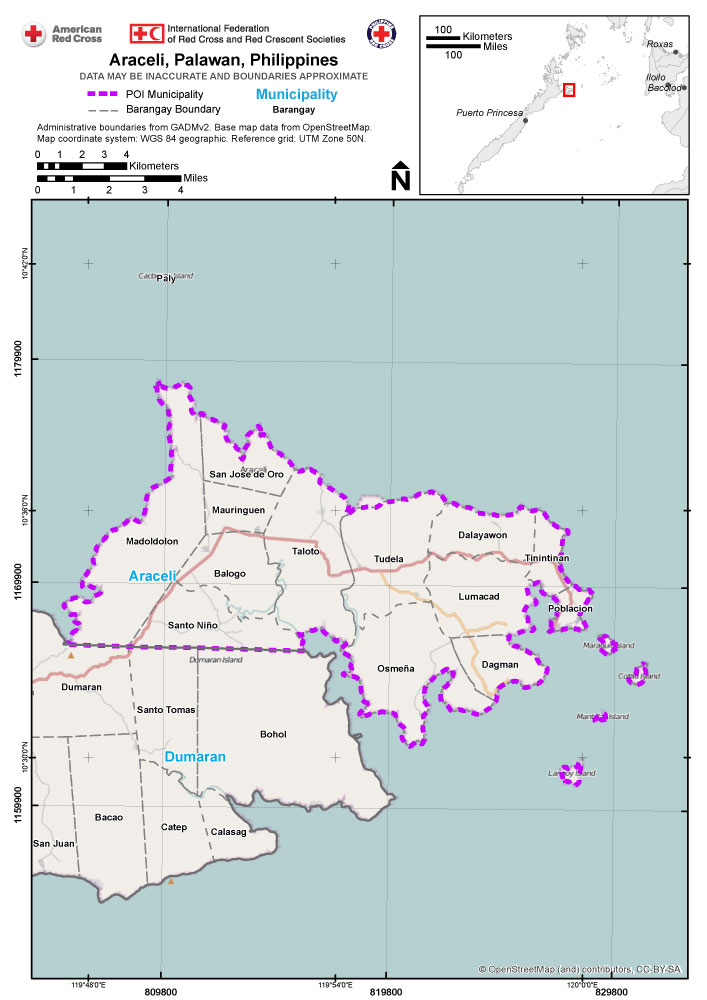 American
Red Cross
International Federation
of Red Cross and Red Crescent Societies
PHILIPPINE
RED CROSS
Araceli, Palawan, Philippines
DATA MAY BE INACCURATE AND BOUNDARIES APPROXIMATE
POI Municipality
Municipality
Barangay Boundary
Barangay
Administrative boundaries from GADMv2. Base map data from OpenStreetMap.
Map coordinate system: WGS 84 geographic. Reference grid: UTM Zone 50N.
0 1 2 3 4
Kilometers
Miles
0 1 2 3 4
N
100
Kilometers
Miles
100
Roxas
Iloilo
Bacolod
Puerto Princesa
10°42'0"N
Island
Paly
1179900
Araceli
San Jose de Oro
10°36'0"N
Mauringuen
Madoldolon
Dalayawon
Taloto
Tudela
Tinintinan
Araceli
Balogo
1169900
Lumacad
Poblacion
Santo Niño
Island
Dumaran Island
Osmeña
Dagman
Island
Dumaran
Santo Tomas
Island
Bohol
Dumaran
10°30'0"N
Island
1159900
Bacao
Catep
Calasag
San Juan
© OpenStreetMap (and) contributors, CC-BY-SA
119°48'0"E
119°54'0"E
120°0'0"E
809800
819800
829800